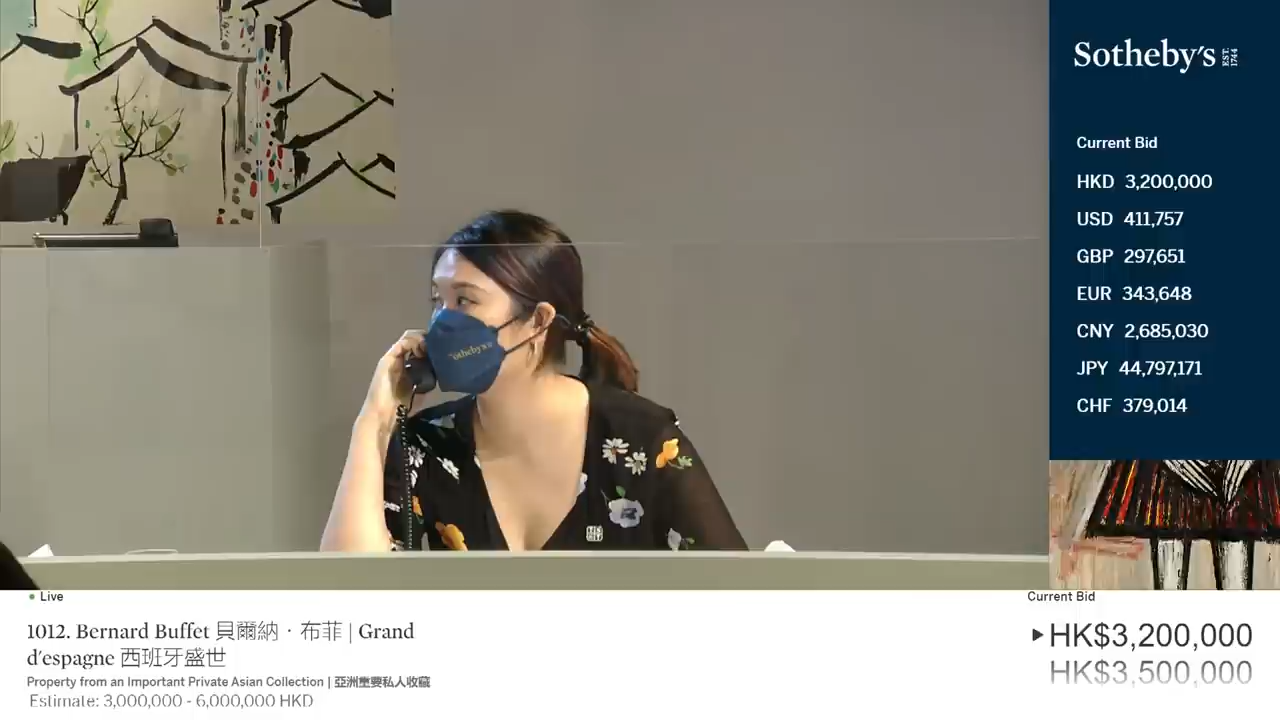 Sotheby's EST. 1744
Current Bid
HKD 3,200,000
USD 411,757
GBP 297,651
EUR 343,648
CNY 2,685,030
JPY 44,797,171
CHF 379,014
Sotheby's
Live
Current Bid
1012. Bernard Buffet 貝爾納·布菲 | Grand
d'espagne 西班牙盛世
HK$3,200,000
HK$3,500,000
Property from an Important Private Asian Collection | 亞洲重要私人收藏
Estimate: 3,000,000 - 6,000,000 HKD